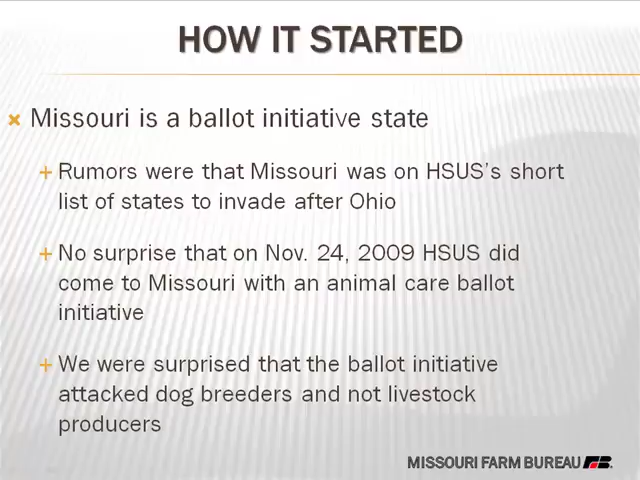 HOW IT STARTED
Missouri is a ballot initiative state
Rumors were that Missouri was on HSUS's short
list of states to invade after Ohio
No surprise that on Nov. 24, 2009 HSUS did
come to Missouri with an animal care ballot
initiative
We were surprised that the ballot initiative
attacked dog breeders and not livestock
producers
MISSOURI FARM BUREAU FB